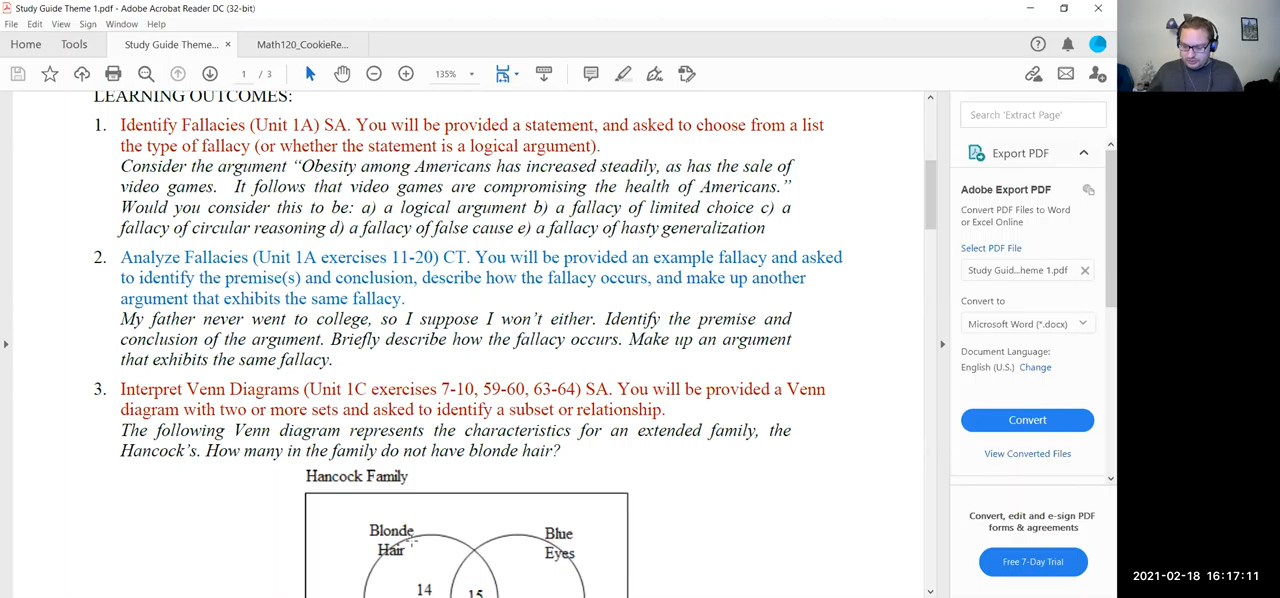 Study Guide Theme 1.pdf - Adobe Acrobat Reader DC (32-bit)
File Edit View Sign Window Help
Home Tools Study Guide Theme... × Math120_CookieRe...
1 / 3 135%
LEARNING OUTCOMES:
1. Identify Fallacies (Unit 1A) SA. You will be provided a statement, and asked to choose from a list
the type of fallacy (or whether the statement is a logical argument).
Consider the argument “Obesity among Americans has increased steadily, as has the sale of
video games. It follows that video games are compromising the health of Americans.”
Would you consider this to be: a) a logical argument b) a fallacy of limited choice c) a
fallacy of circular reasoning d) a fallacy of false cause e) a fallacy of hasty generalization
2. Analyze Fallacies (Unit 1A exercises 11-20) CT. You will be provided an example fallacy and asked
to identify the premise(s) and conclusion, describe how the fallacy occurs, and make up another
argument that exhibits the same fallacy.
My father never went to college, so I suppose I won’t either. Identify the premise and
conclusion of the argument. Briefly describe how the fallacy occurs. Make up an argument
that exhibits the same fallacy.
3. Interpret Venn Diagrams (Unit 1C exercises 7-10, 59-60, 63-64) SA. You will be provided a Venn
diagram with two or more sets and asked to identify a subset or relationship.
The following Venn diagram represents the characteristics for an extended family, the
Hancock’s. How many in the family do not have blonde hair?
Hancock Family
Blonde
Hair
Blue
Eyes
14
15
Search 'Extract Page'
Export PDF
Adobe Export PDF
Convert PDF Files to Word
or Excel Online
Select PDF File
Study Guid...heme 1.pdf
Convert to
Microsoft Word (*.docx)
Document Language:
English (U.S.) Change
Convert
View Converted Files
Convert, edit and e-sign PDF
forms & agreements
Free 7-Day Trial
2021-02-18 16:17:11